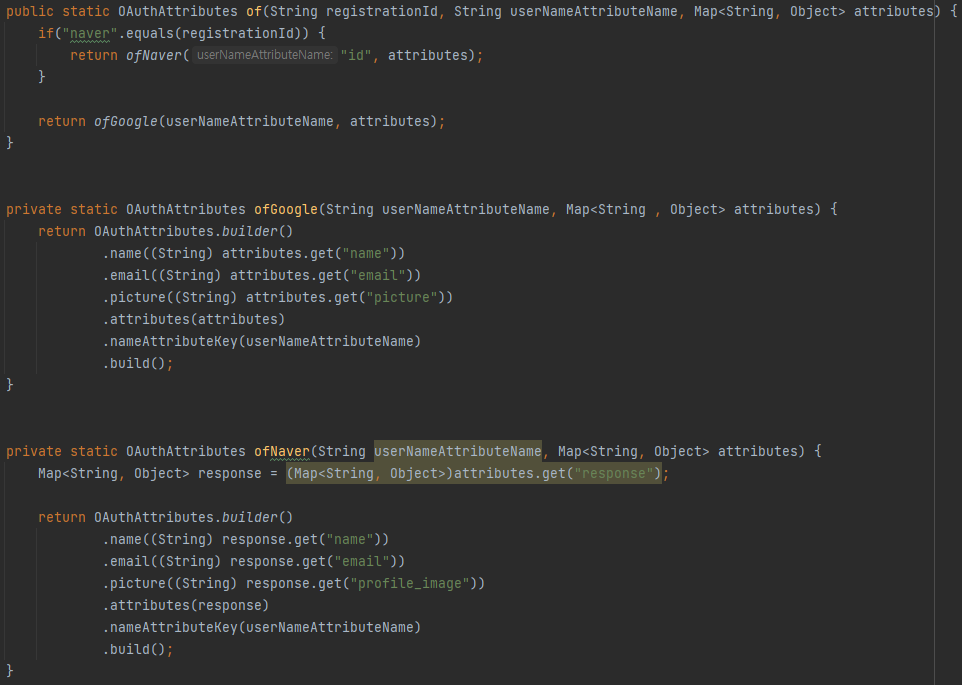 public static OAuthAttributes of(String registrationId, String userNameAttributeName, Map<String, Object> attributes) {
if("naver".equals(registrationId)) {
return ofNaver( userNameAttributeName: "id", attributes);
}
return ofGoogle(userNameAttributeName, attributes);
}
private static OAuthAttributes ofGoogle(String userNameAttributeName, Map<String , Object> attributes) {
return OAuthAttributes.builder()
.name((String) attributes.get("name"))
.email((String) attributes.get("email"))
.picture((String) attributes.get("picture"))
.attributes(attributes)
.nameAttributeKey(userNameAttributeName)
.build();
}
private static OAuthAttributes ofNaver(String userNameAttributeName, Map<String, Object> attributes) {
Map<String, Object> response = (Map<String, Object>)attributes.get("response");
return OAuthAttributes.builder()
.name((String) response.get("name"))
.email((String) response.get("email"))
.picture((String) response.get("profile_image"))
.attributes(response)
.nameAttributeKey(userNameAttributeName)
.build();
}